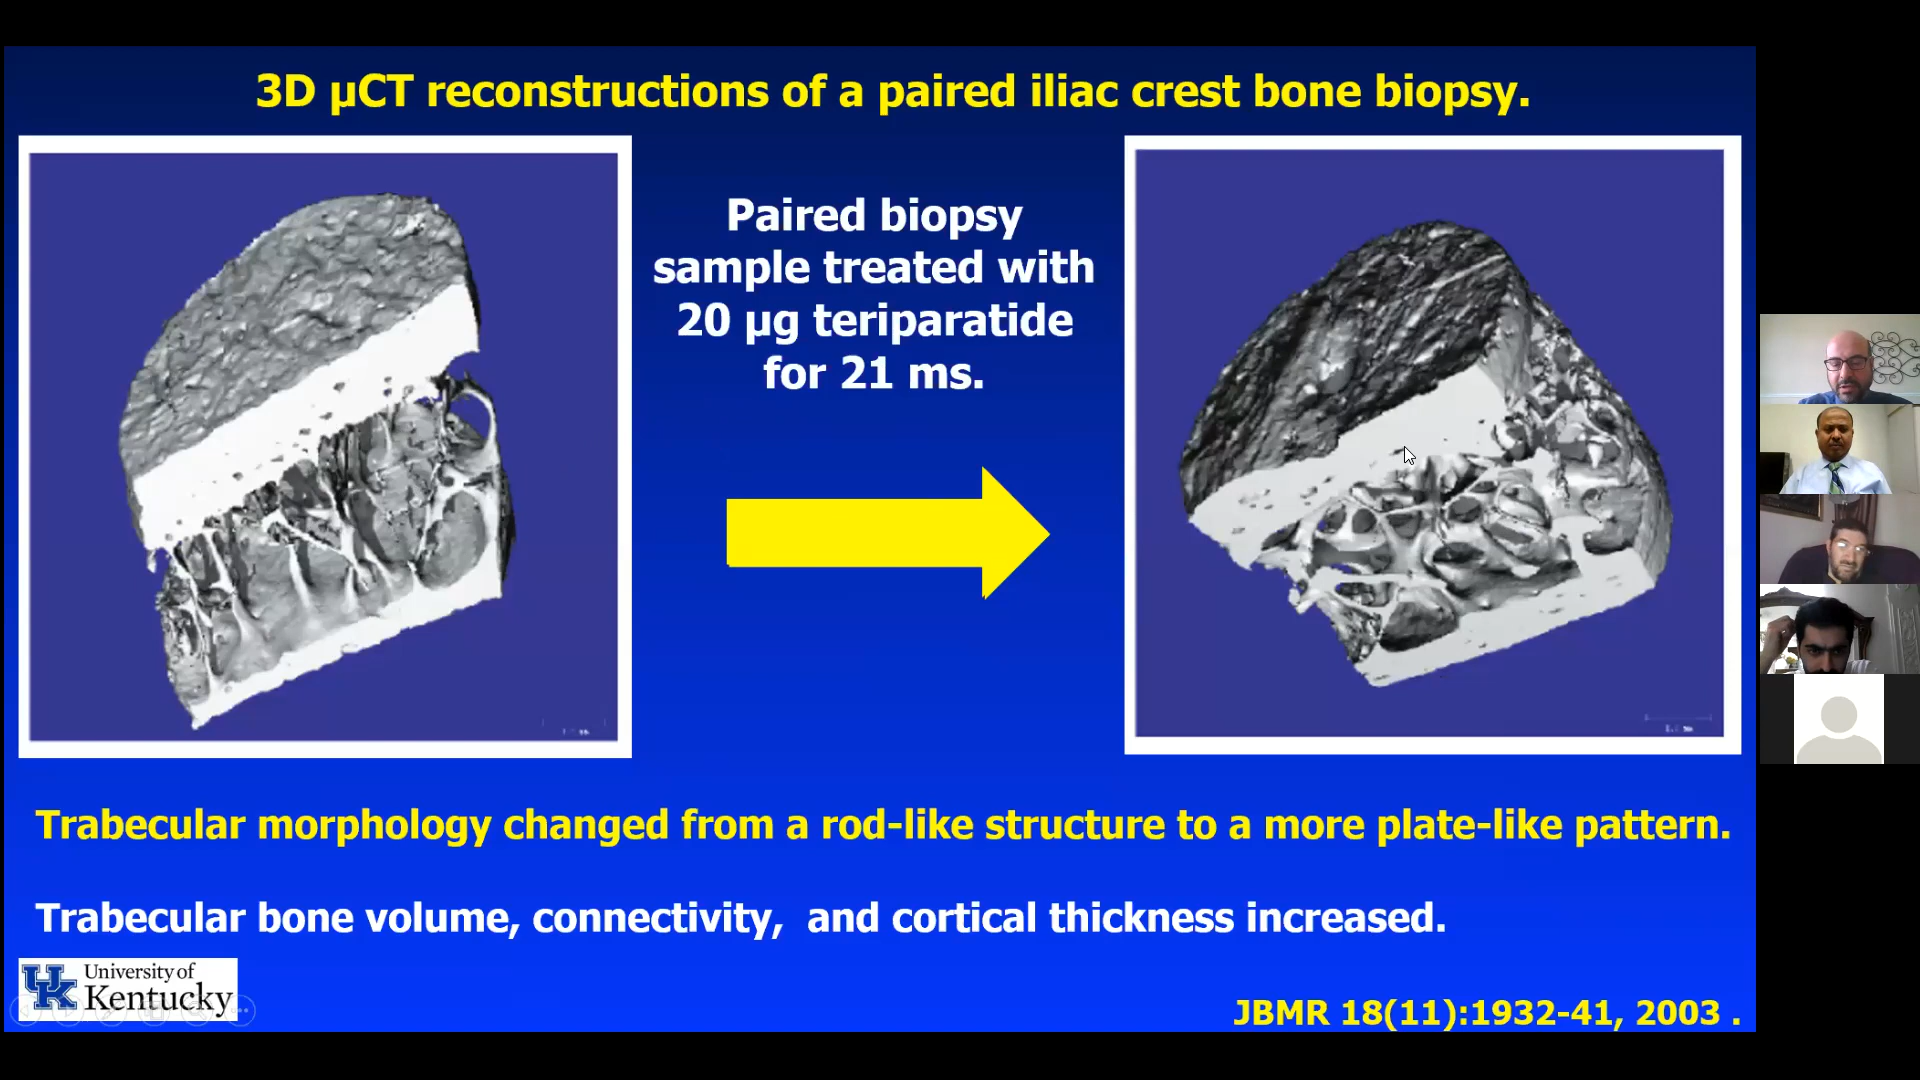 3D µCT reconstructions of a paired iliac crest bone biopsy.
Paired biopsy
sample treated with
20 µg teriparatide
for 21 ms.
Trabecular morphology changed from a rod-like structure to a more plate-like pattern.
Trabecular bone volume, connectivity,  and cortical thickness increased.
UK University of
Kentucky
JBMR 18(11):1932-41, 2003 .